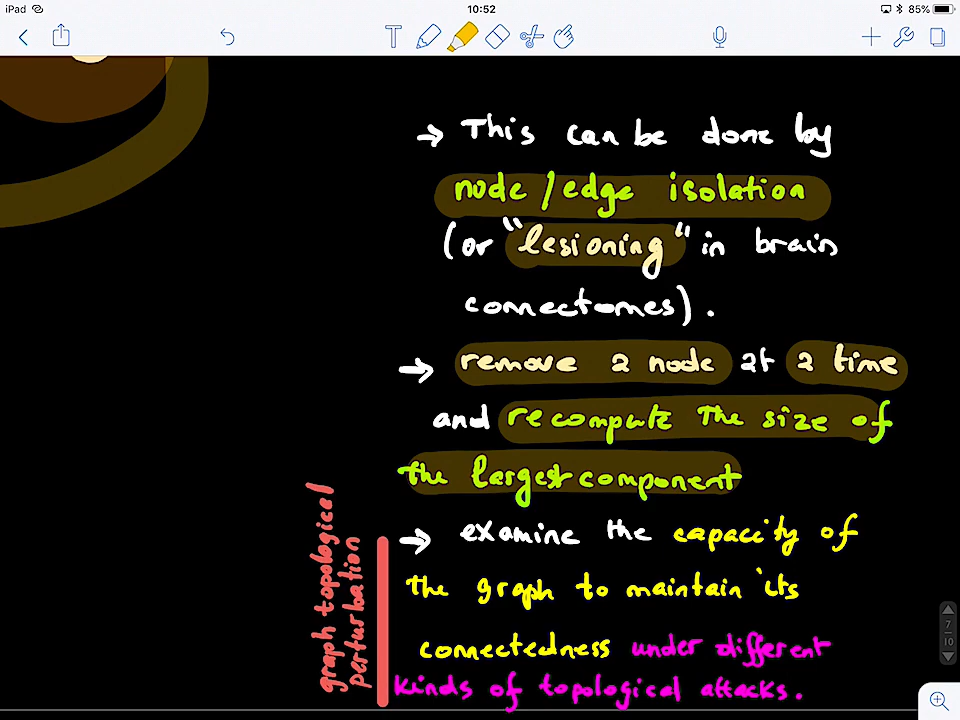 iPad
10:52
85%
→ This can be done by
node/edge isolation
(or "lesioning" in brain
connectomes).
→ remove a node at a time
and recompute the size of
the largest component
→ examine the capacity of
the graph to maintain its
connectedness under different
kinds of topological attacks.
graph topological
perturbation
7
10